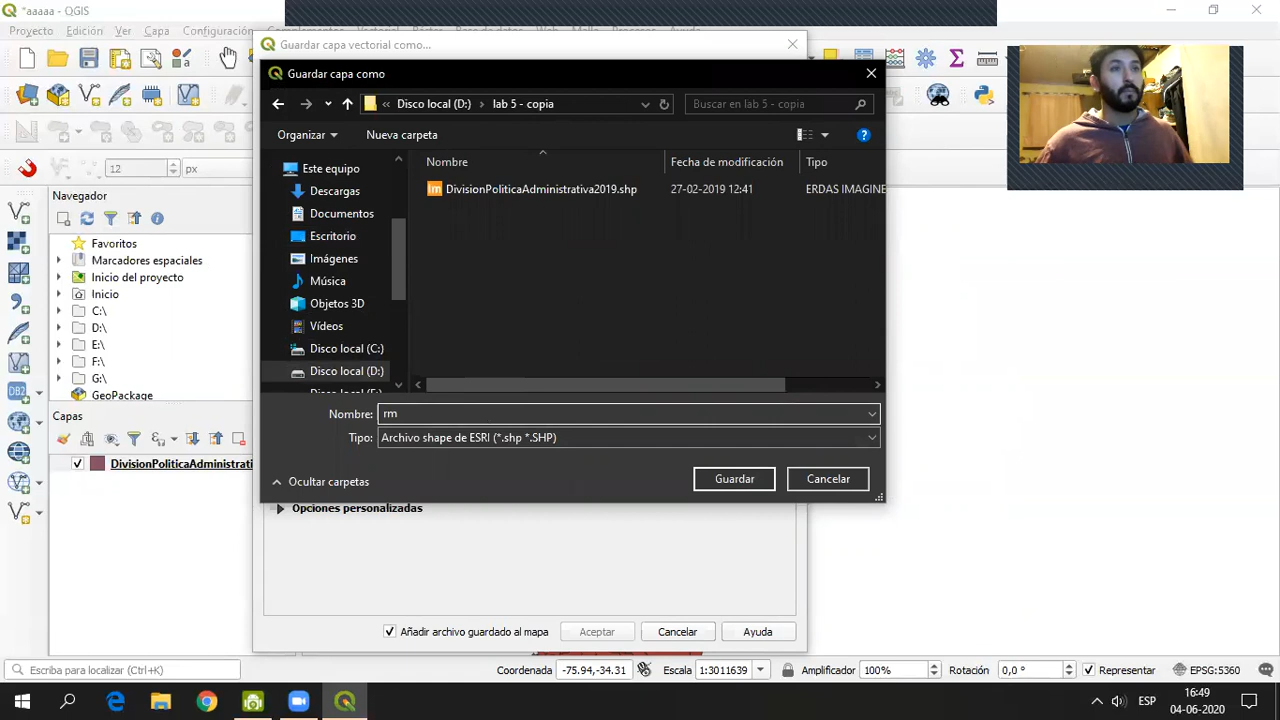 *aaaaa - QGIS
Guardar capa vectorial como...
Guardar capa como
Disco local (D:) › lab 5 - copia
Buscar en lab 5 - copia
Organizar
Nueva carpeta
Nombre
Fecha de modificación
Tipo
Este equipo
Descargas
Documentos
Escritorio
Imágenes
Música
Objetos 3D
Vídeos
Disco local (C:)
Disco local (D:)
DivisionPoliticaAdministrativa2019.shp
27-02-2019 12:41
ERDAS IMAGINE
Nombre:
rm
Tipo:
Archivo shape de ESRI (*.shp *.SHP)
Ocultar carpetas
Guardar
Cancelar
12
px
Navegador
Favoritos
Marcadores espaciales
Inicio del proyecto
Inicio
C:\
D:\
E:\
F:\
G:\
GeoPackage
Capas
DivisionPoliticaAdministrati
Opciones personalizadas
Añadir archivo guardado al mapa
Aceptar
Cancelar
Ayuda
Escriba para localizar (Ctrl+K)
Coordenada
-75.94,-34.31
Escala
1:3011639
Amplificador
100%
Rotación
0,0 °
Representar
EPSG:5360
ESP
16:49
04-06-2020